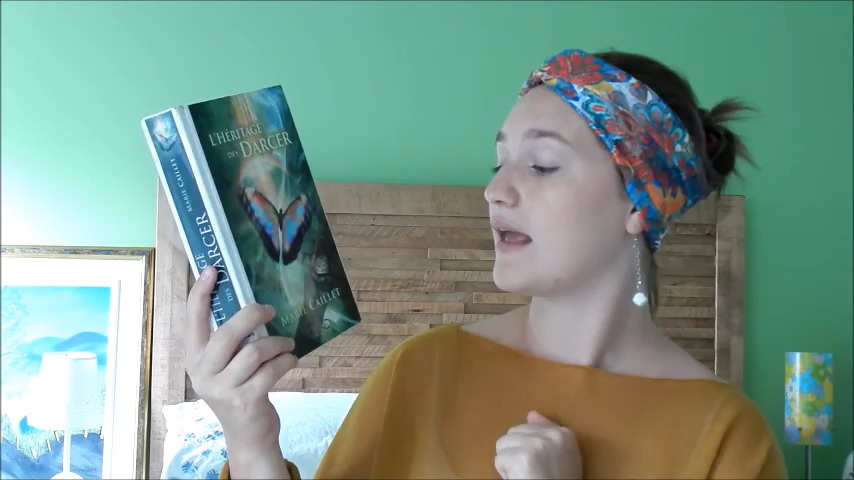 L'HÉRITAGE
DES DARCER
MARIE CAILLET
MARIE CAILLET
L'HÉRITAGE
DES DARCER